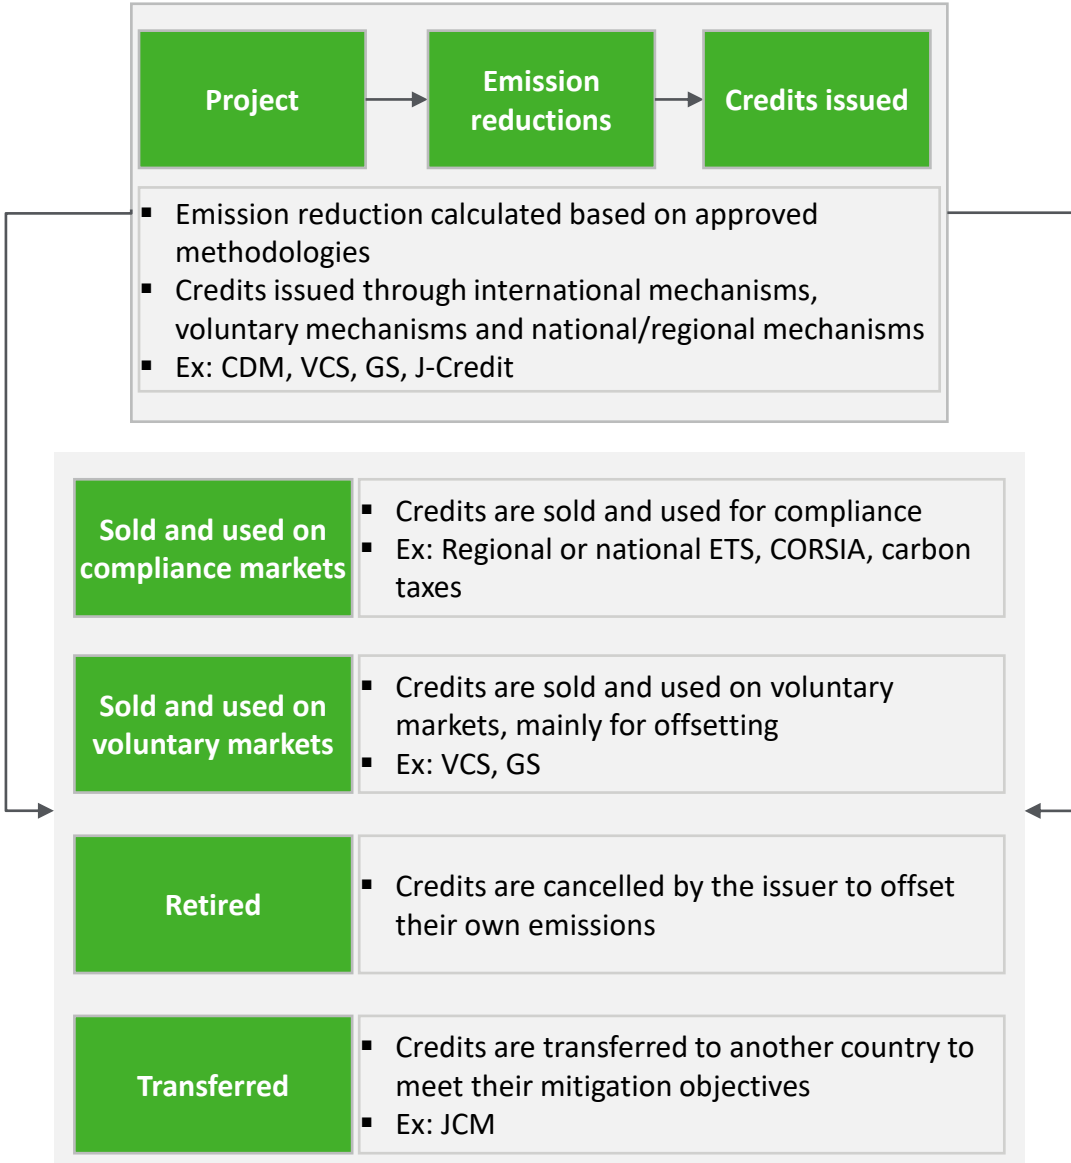 Project
Emission
reductions
Credits issued
▪ Emission reduction calculated based on approved
methodologies
▪ Credits issued through international mechanisms,
voluntary mechanisms and national/regional mechanisms
▪ Ex: CDM, VCS, GS, J-Credit
Sold and used on
compliance markets
▪ Credits are sold and used for compliance
▪ Ex: Regional or national ETS, CORSIA, carbon
taxes
Sold and used on
voluntary markets
▪ Credits are sold and used on voluntary
markets, mainly for offsetting
▪ Ex: VCS, GS
Retired
▪ Credits are cancelled by the issuer to offset
their own emissions
Transferred
▪ Credits are transferred to another country to
meet their mitigation objectives
▪ Ex: JCM